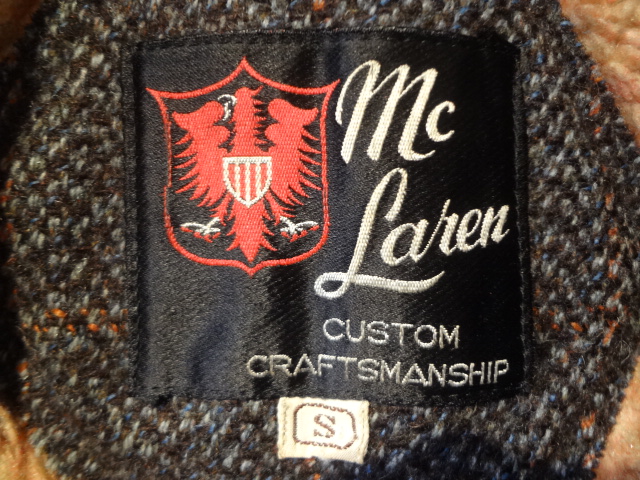 Mc
Laren
CUSTOM
CRAFTSMANSHIP
S